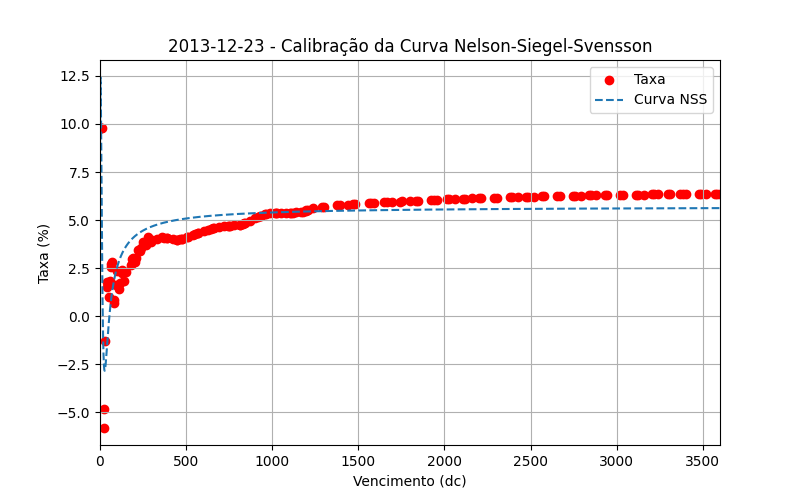 2013-12-23 - Calibração da Curva Nelson-Siegel-Svensson
Taxa
Curva NSS
Taxa (%)
12.5
10.0
7.5
5.0
2.5
0.0
−2.5
−5.0
0 500 1000 1500 2000 2500 3000 3500
Vencimento (dc)